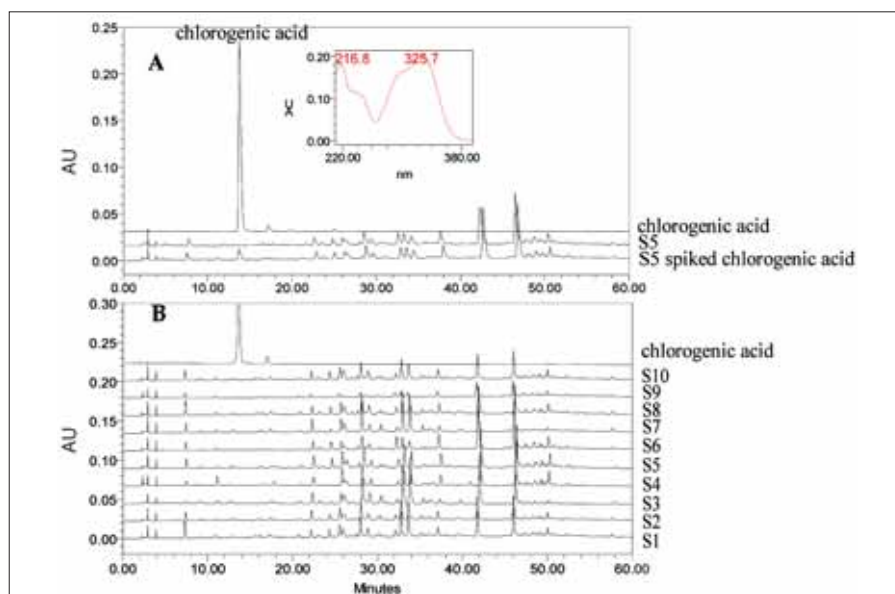 chlorogenic acid
A
0.25
0.20
0.15
0.10
0.05
0.00
AU
216.8 325.7
0.20
0.10
0.00
AU
220.00 380.00
nm
chlorogenic acid
S5
S5 spiked chlorogenic acid
0.00 10.00 20.00 30.00 40.00 50.00 60.00
B
0.30
0.20
0.15
0.10
0.05
0.00
AU
chlorogenic acid
S10
S9
S8
S7
S6
S5
S4
S3
S2
S1
0.00 10.00 20.00 30.00 40.00 50.00 60.00
Minutes